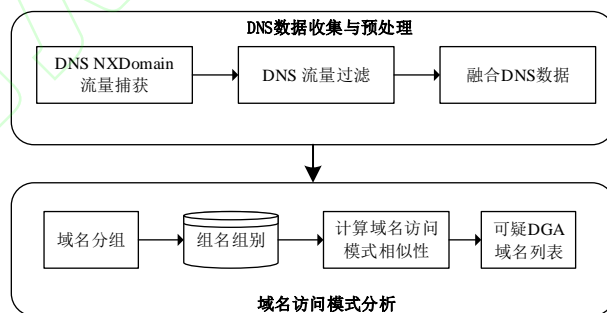 DNS数据收集与预处理
DNS NXDomain
流量捕获
DNS 流量过滤
融合DNS数据
域名分组
组名组别
计算域名访问
模式相似性
可疑DGA
域名列表
域名访问模式分析